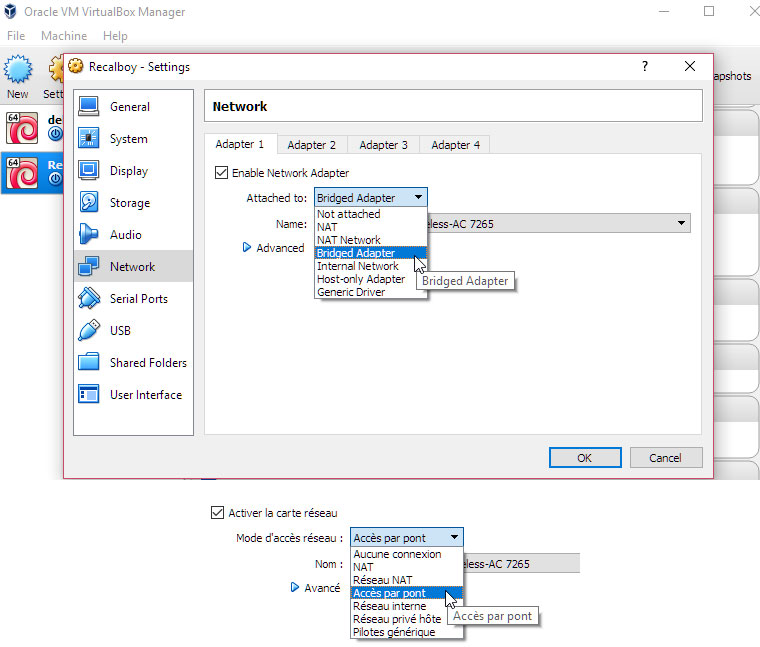 Oracle VM VirtualBox Manager
File Machine Help
New
Recalboy - Settings
?
General
System
Display
Storage
Audio
Network
Serial Ports
USB
Shared Folders
User Interface
Network
Adapter 1 Adapter 2 Adapter 3 Adapter 4
Enable Network Adapter
Attached to: Bridged Adapter
Not attached
NAT
NAT Network
Bridged Adapter
Internal Network
Host-only Adapter
Generic Driver
Bridged Adapter
Name: eless-AC 7265
Advanced
OK Cancel
64
64
Activer la carte réseau
Mode d'accès réseau : Accès par pont
Aucune connexion
NAT
Réseau NAT
Accès par pont
Réseau interne
Réseau privé hôte
Pilotes générique
Accès par pont
Nom : eless-AC 7265
Avancé